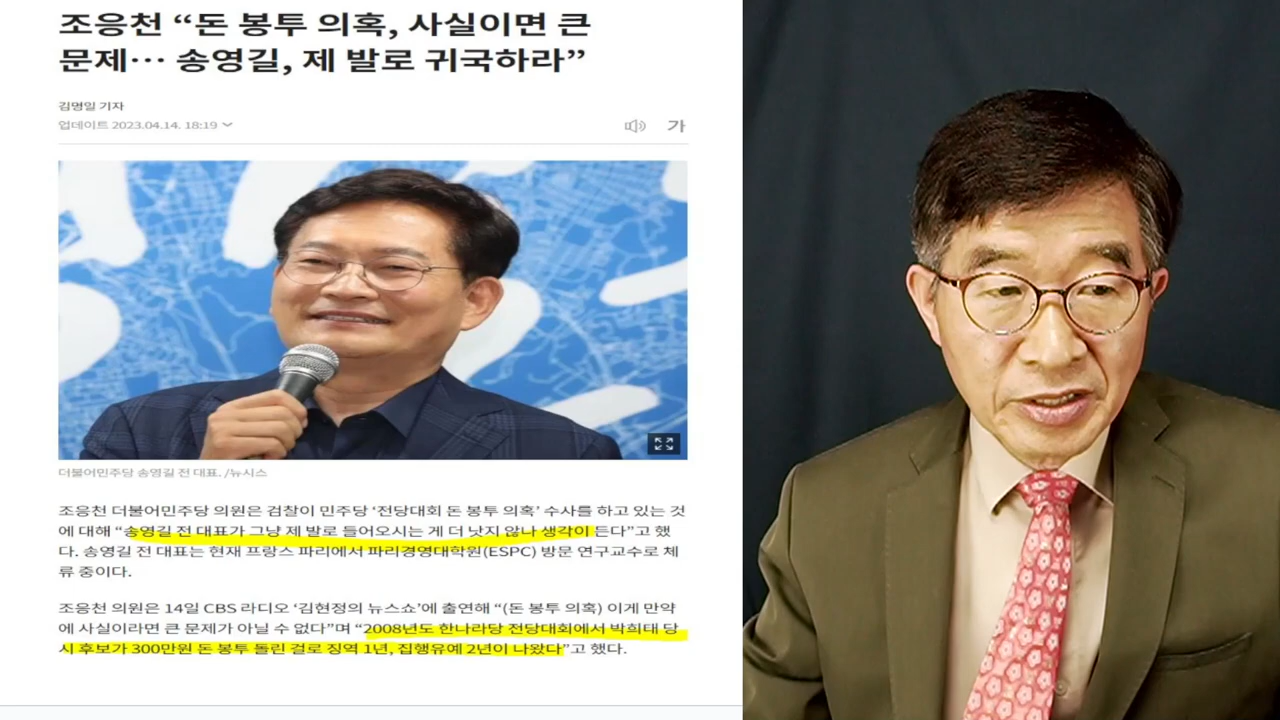 조응천 “돈 봉투 의혹, 사실이면 큰
문제… 송영길, 제 발로 귀국하라”
김명일 기자
업데이트 2023.04.14. 18:19
가
더불어민주당 송영길 전 대표. /뉴시스
조응천 더불어민주당 의원은 검찰이 민주당 ‘전당대회 돈 봉투 의혹’ 수사를 하고 있는 것
에 대해 “송영길 전 대표가 그냥 제 발로 들어오시는 게 더 낫지 않나 생각이 든다”고 했
다. 송영길 전 대표는 현재 프랑스 파리에서 파리경영대학원(ESPC) 방문 연구교수로 체
류 중이다.
조응천 의원은 14일 CBS 라디오 ‘김현정의 뉴스쇼’에 출연해 “(돈 봉투 의혹) 이게 만약
에 사실이라면 큰 문제가 아닐 수 없다”며 “2008년도 한나라당 전당대회에서 박희태 당
시 후보가 300만원 돈 봉투 돌린 걸로 징역 1년, 집행유예 2년이 나왔다”고 했다.